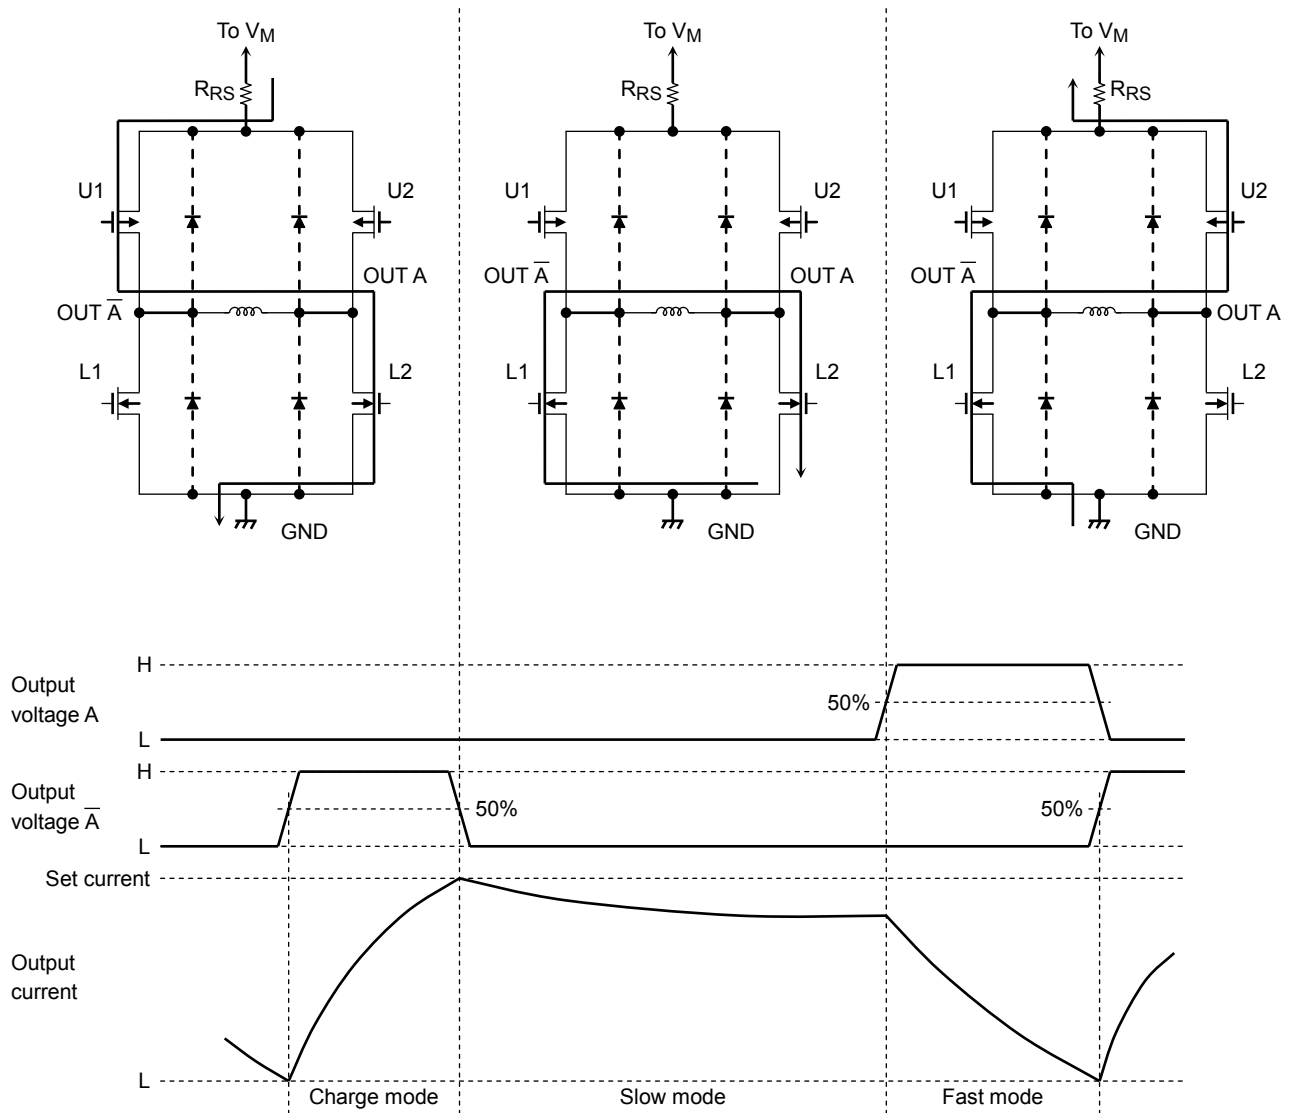 To VM
RRS
U1
U2
OUT A
OUT A̅
L1
L2
GND
To VM
RRS
U1
U2
OUT A̅
OUT A
L1
L2
GND
To VM
RRS
U1
U2
OUT A̅
OUT A
L1
L2
GND
Output
voltage A
H
50%
L
Output
voltage A̅
H
50%
50%
L
Set current
Output
current
L
Charge mode
Slow mode
Fast mode